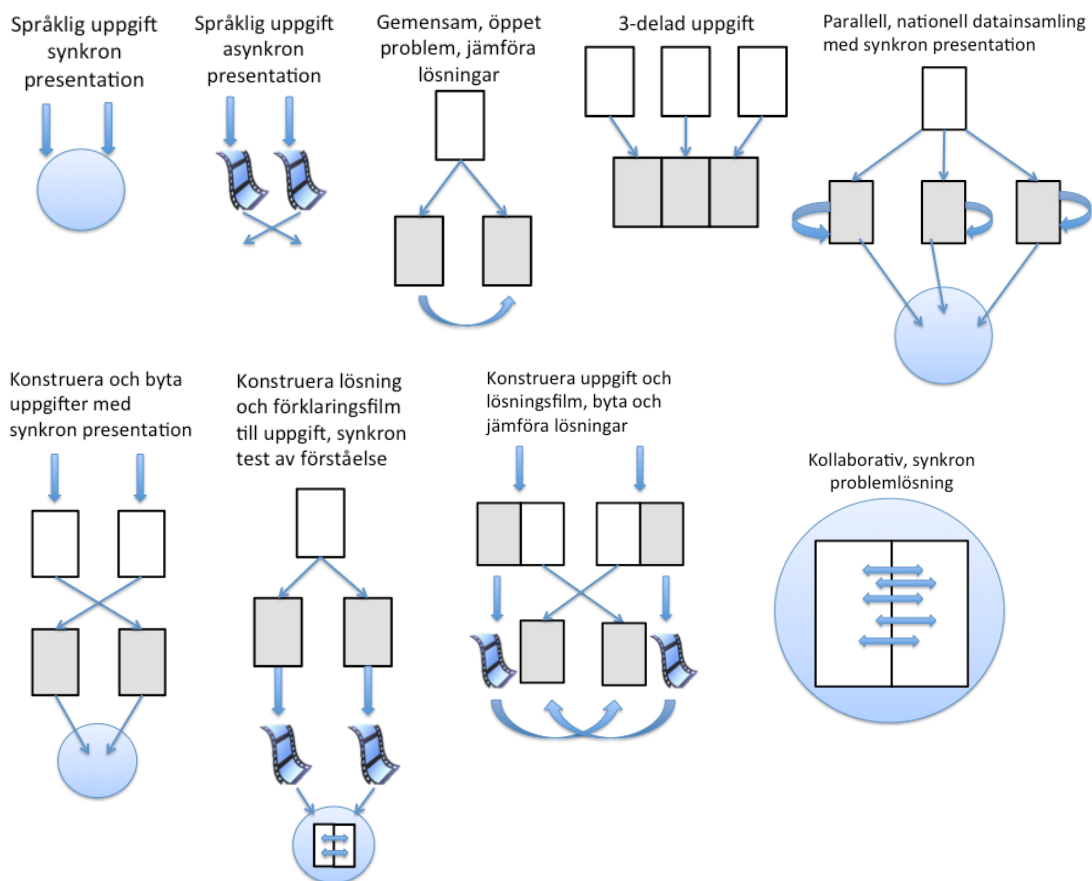 Språklig uppgift
synkron
presentation
Språklig uppgift
asynkron
presentation
Gemensam, öppet
problem, jämföra
lösningar
3-delad uppgift
Parallell, nationell datainsamling
med synkron presentation
Konstruera och byta
uppgifter med
synkron presentation
Konstruera lösning
och förklaringsfilm
till uppgift, synkron
test av förståelse
Konstruera uppgift och
lösningsfilm, byta och
jämföra lösningar
Kollaborativ, synkron
problemlösning